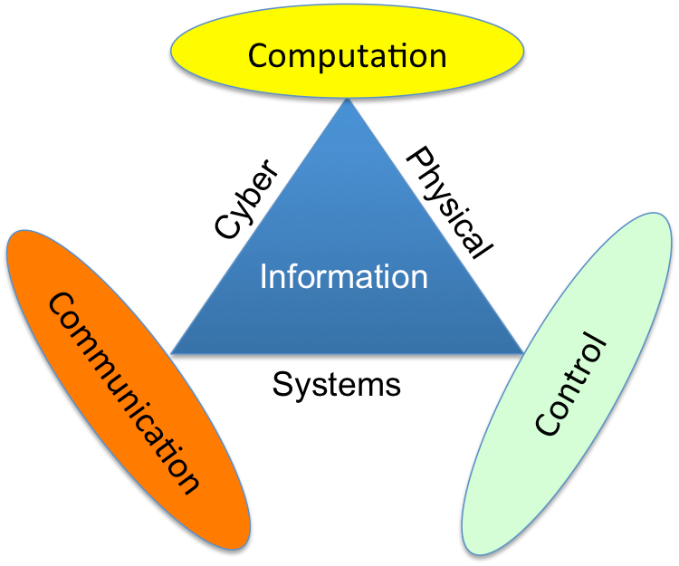 Computation
Cyber
Physical
Information
Communication
Systems
Control